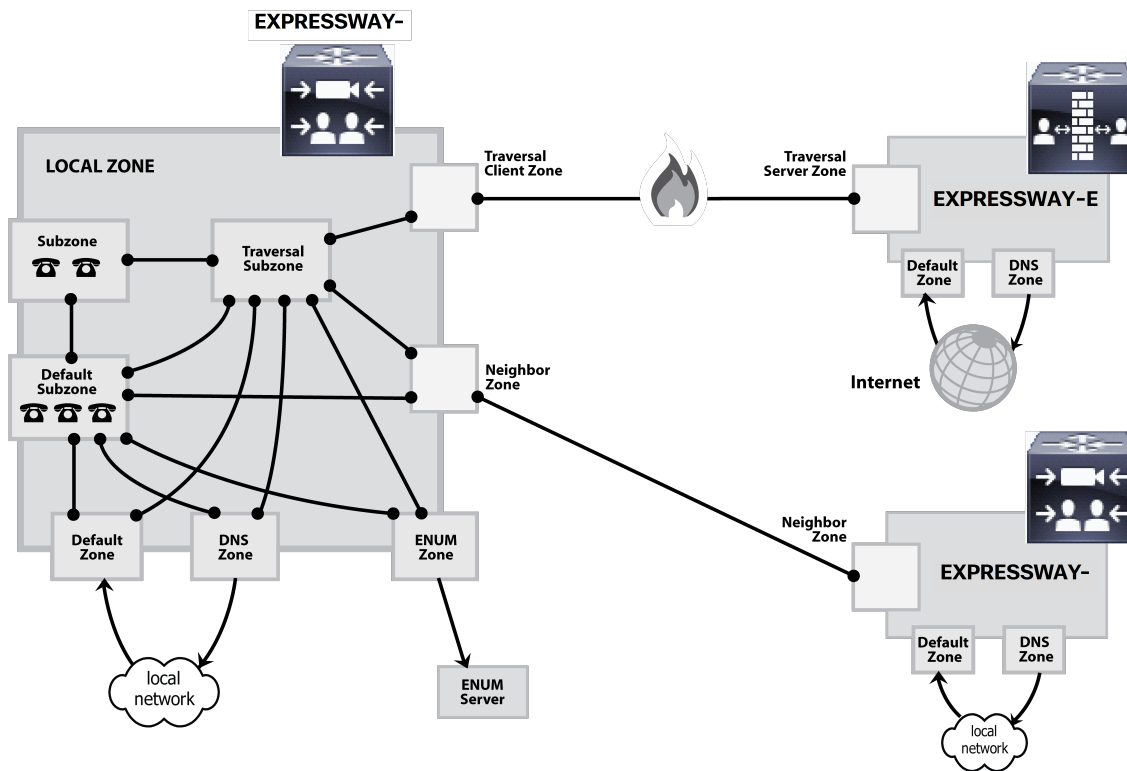 EXPRESSWAY-
LOCAL ZONE
Traversal
Client Zone
Traversal
Server Zone
EXPRESSWAY-E
Subzone
Traversal
Subzone
Default
Zone
DNS
Zone
Internet
Default
Subzone
Neighbor
Zone
Neighbor
Zone
EXPRESSWAY-
Default
Zone
DNS
Zone
ENUM
Zone
Default
Zone
DNS
Zone
local
network
ENUM
Server
local
network